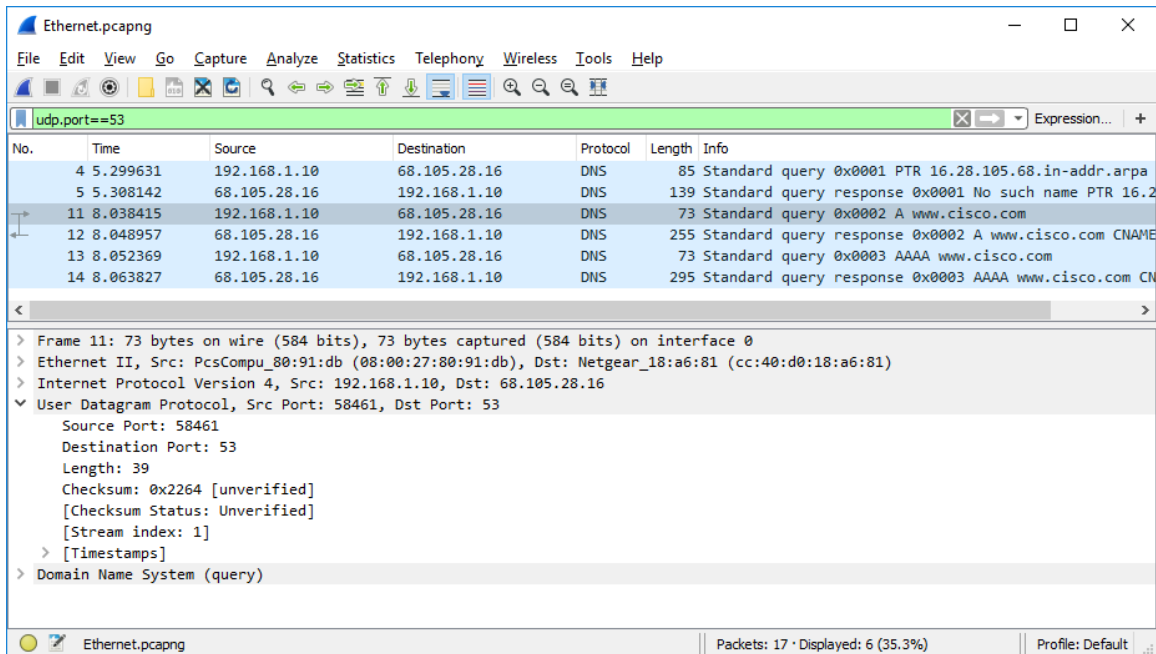 Ethernet.pcapng
File Edit View Go Capture Analyze Statistics Telephony Wireless Tools Help
udp.port==53 Expression... +
No. Time Source Destination Protocol Length Info
4 5.299631 192.168.1.10 68.105.28.16 DNS 85 Standard query 0x0001 PTR 16.28.105.68.in-addr.arpa
5 5.308142 68.105.28.16 192.168.1.10 DNS 139 Standard query response 0x0001 No such name PTR 16.2
11 8.038415 192.168.1.10 68.105.28.16 DNS 73 Standard query 0x0002 A www.cisco.com
12 8.048957 68.105.28.16 192.168.1.10 DNS 255 Standard query response 0x0002 A www.cisco.com CNAME
13 8.052369 192.168.1.10 68.105.28.16 DNS 73 Standard query 0x0003 AAAA www.cisco.com
14 8.063827 68.105.28.16 192.168.1.10 DNS 295 Standard query response 0x0003 AAAA www.cisco.com CN
Frame 11: 73 bytes on wire (584 bits), 73 bytes captured (584 bits) on interface 0
Ethernet II, Src: PcsCompu_80:91:db (08:00:27:80:91:db), Dst: Netgear_18:a6:81 (cc:40:d0:18:a6:81)
Internet Protocol Version 4, Src: 192.168.1.10, Dst: 68.105.28.16
User Datagram Protocol, Src Port: 58461, Dst Port: 53
Source Port: 58461
Destination Port: 53
Length: 39
Checksum: 0x2264 [unverified]
[Checksum Status: Unverified]
[Stream index: 1]
[Timestamps]
Domain Name System (query)
Ethernet.pcapng Packets: 17 · Displayed: 6 (35.3%) Profile: Default